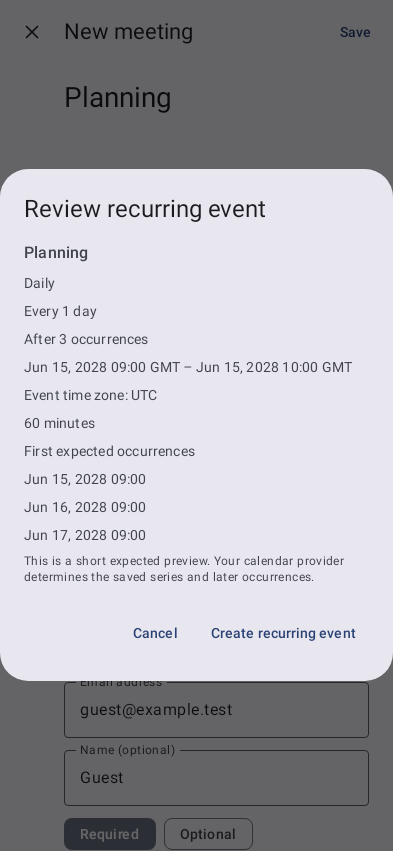 New meeting
Save
Planning
Review recurring event
Planning
Daily
Every 1 day
After 3 occurrences
Jun 15, 2028 09:00 GMT – Jun 15, 2028 10:00 GMT
Event time zone: UTC
60 minutes
First expected occurrences
Jun 15, 2028 09:00
Jun 16, 2028 09:00
Jun 17, 2028 09:00
This is a short expected preview. Your calendar provider
determines the saved series and later occurrences.
Cancel
Create recurring event
Email address
guest@example.test
Name (optional)
Guest
Required
Optional